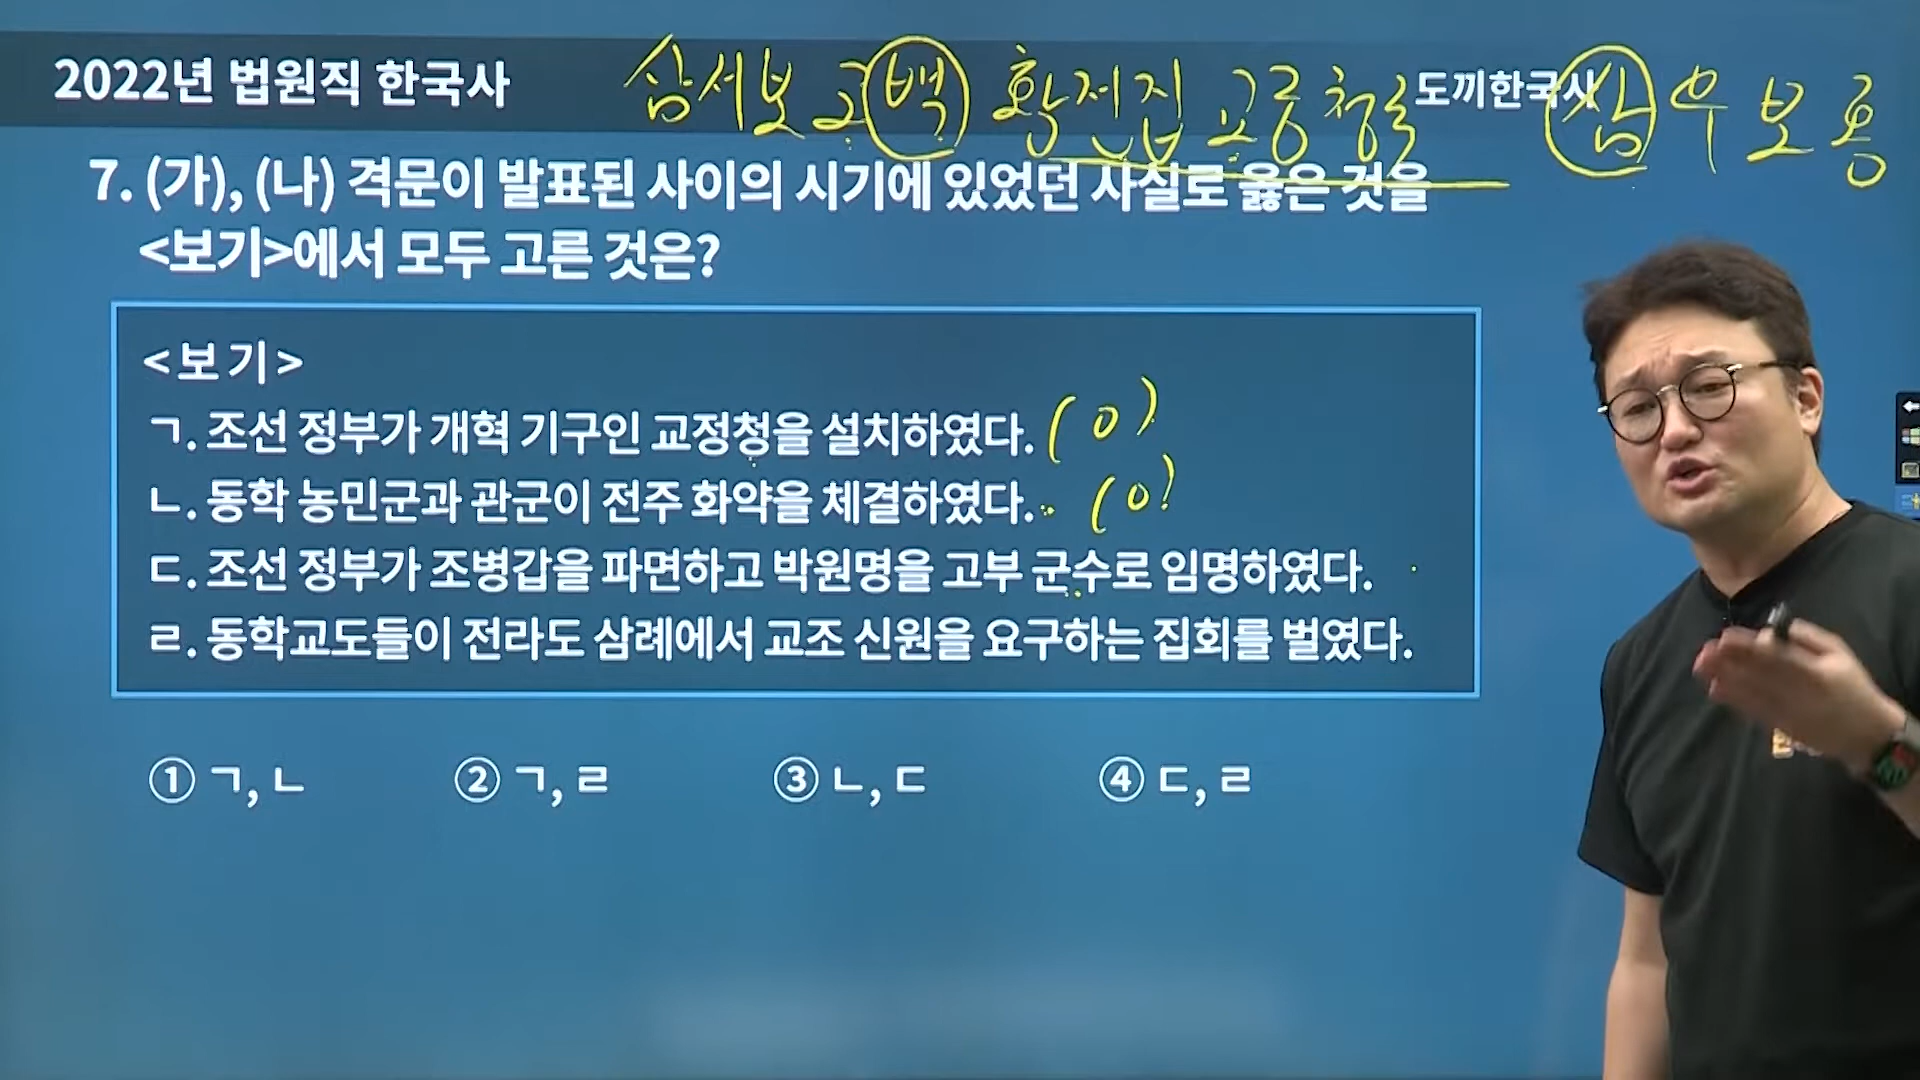 2022년 법원직 한국사
삼서보고백 황전집 고궁청일 도끼한국사 삼우보총
7. (가), (나) 격문이 발표된 사이의 시기에 있었던 사실로 옳은 것을
<보기>에서 모두 고른 것은?
<보기>
ㄱ. 조선 정부가 개혁 기구인 교정청을 설치하였다. (O)
ㄴ. 동학 농민군과 관군이 전주 화약을 체결하였다. (O)
ㄷ. 조선 정부가 조병갑을 파면하고 박원명을 고부 군수로 임명하였다.
ㄹ. 동학교도들이 전라도 삼례에서 교조 신원을 요구하는 집회를 벌였다.
① ㄱ, ㄴ ② ㄱ, ㄹ ③ ㄴ, ㄷ ④ ㄷ, ㄹ